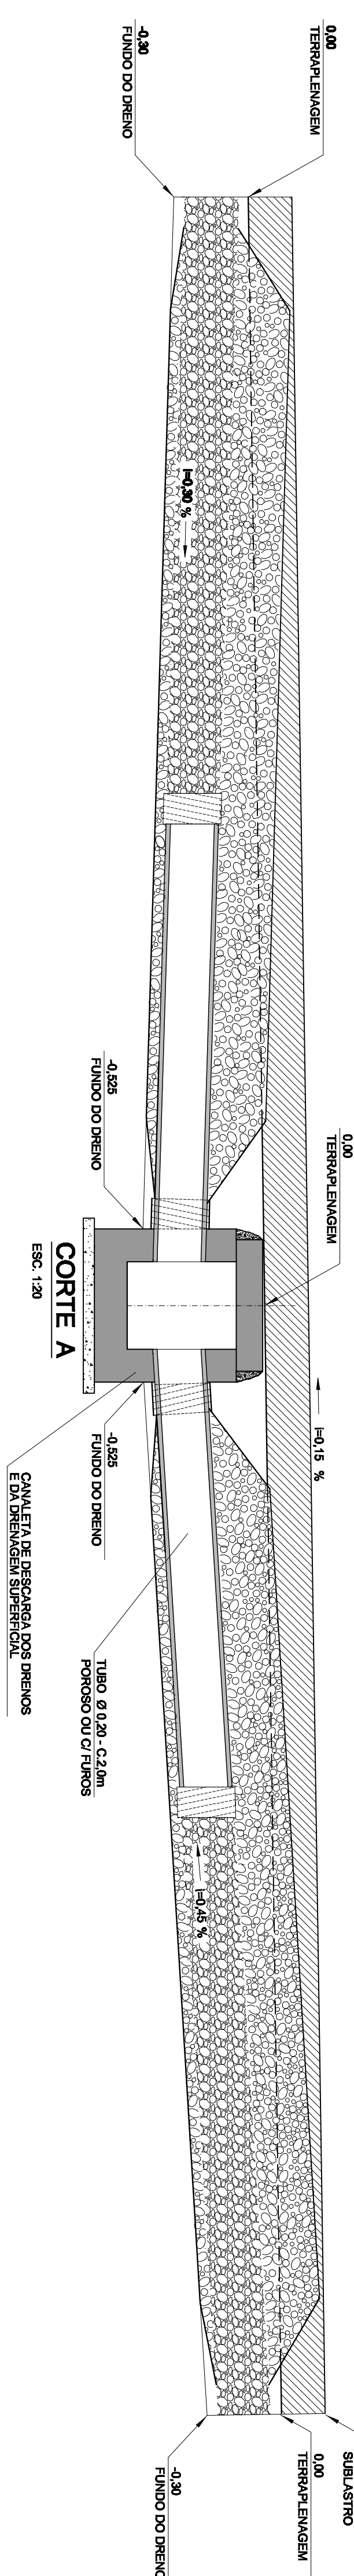 0,00
TERRAPLENAGEM
-0,30
FUNDO DO DRENO
i=0,30 %
-0,525
FUNDO DO DRENO
0,00
TERRAPLENAGEM
CORTE A
ESC. 1:20
i=0,15 %
-0,525
FUNDO DO DRENO
CANALETA DE DESCARGA DOS DRENOS
E DA DRENAGEM SUPERFICIAL
TUBO Ø 0,20 - C.2,0m
POROSO OU C/ FUROS
i=0,45 %
SUBLASTRO
0,00
TERRAPLENAGEM
-0,30
FUNDO DO DRENO